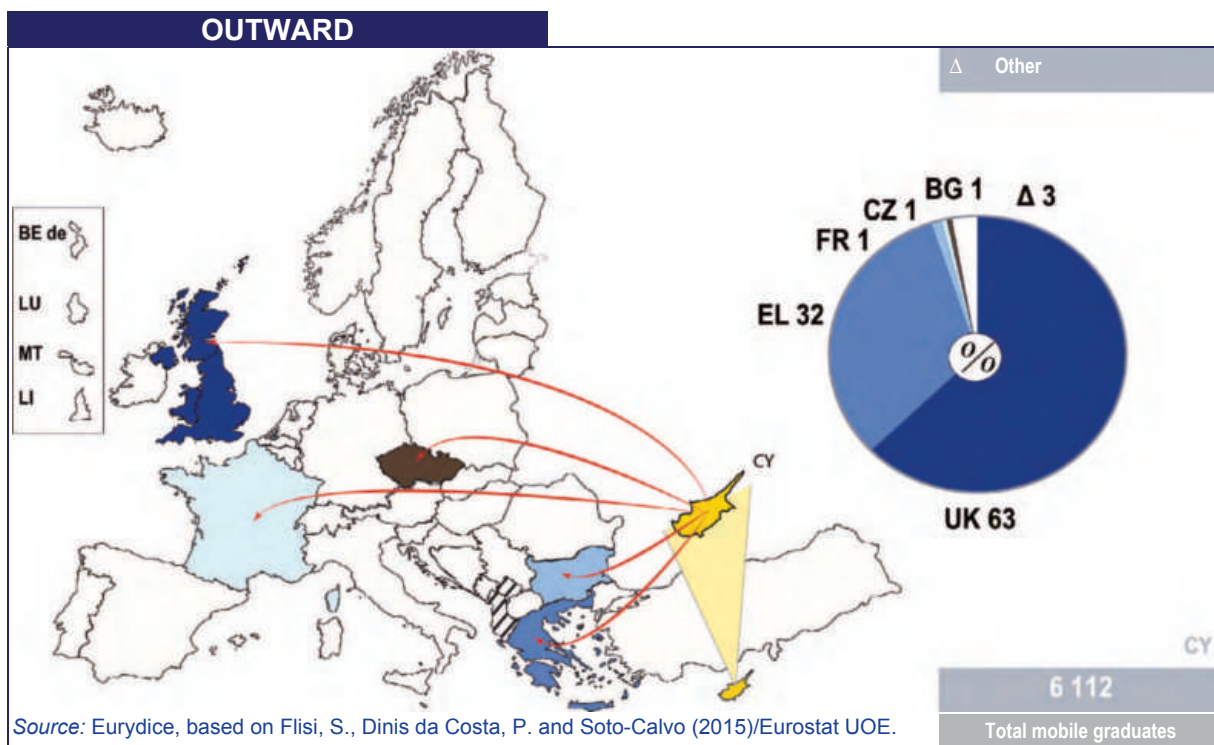 OUTWARD
Δ Other
BE de
LU
MT
LI
CY
BG 1
Δ 3
CZ 1
FR 1
EL 32
%
UK 63
CY
6 112
Total mobile graduates
Source: Eurydice, based on Flisi, S., Dinis da Costa, P. and Soto-Calvo (2015)/Eurostat UOE.